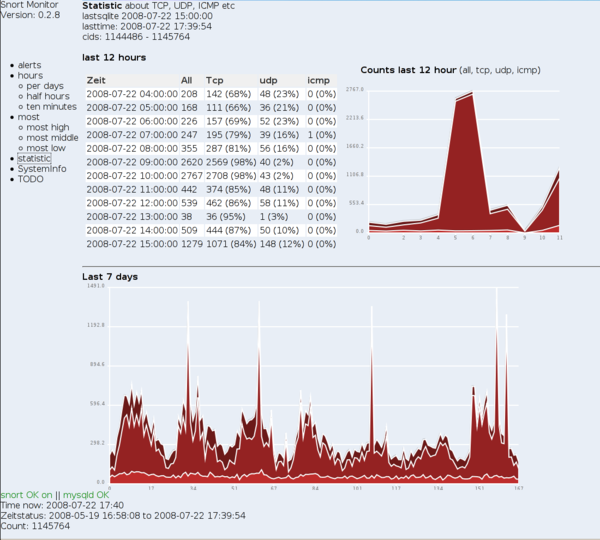 Snort Monitor
Version: 0.2.8
alerts
hours
per days
half hours
ten minutes
most
most high
most middle
most low
statistic
SystemInfo
TODO
Statistic about TCP, UDP, ICMP etc
lastsqlite 2008-07-22 15:00:00
lasttime: 2008-07-22 17:39:54
cids: 1144486 - 1145764
last 12 hours
Zeit All Tcp udp icmp
2008-07-22 04:00:00 208 142 (68%) 48 (23%) 0 (0%)
2008-07-22 05:00:00 168 111 (66%) 36 (21%) 0 (0%)
2008-07-22 06:00:00 226 157 (69%) 52 (23%) 0 (0%)
2008-07-22 07:00:00 247 195 (79%) 39 (16%) 1 (0%)
2008-07-22 08:00:00 355 287 (81%) 56 (16%) 0 (0%)
2008-07-22 09:00:00 2620 2569 (98%) 40 (2%) 0 (0%)
2008-07-22 10:00:00 2767 2708 (98%) 43 (2%) 0 (0%)
2008-07-22 11:00:00 442 374 (85%) 48 (11%) 0 (0%)
2008-07-22 12:00:00 539 462 (86%) 58 (11%) 0 (0%)
2008-07-22 13:00:00 38 36 (95%) 1 (3%) 0 (0%)
2008-07-22 14:00:00 509 444 (87%) 50 (10%) 0 (0%)
2008-07-22 15:00:00 1279 1071 (84%) 148 (12%) 0 (0%)
Counts last 12 hour (all, tcp, udp, icmp)
2767.0
2213.6
1660.2
1106.8
553.4
0.0
0 2 3 4 5 6 7 8 9 10 11
Last 7 days
1491.0
1192.8
894.6
596.4
298.2
0.0
0 17 34 51 67 84 101 117 134 151 167
snort OK on || mysqld OK
Time now: 2008-07-22 17:40
Zeitstatus: 2008-05-19 16:58:08 to 2008-07-22 17:39:54
Count: 1145764